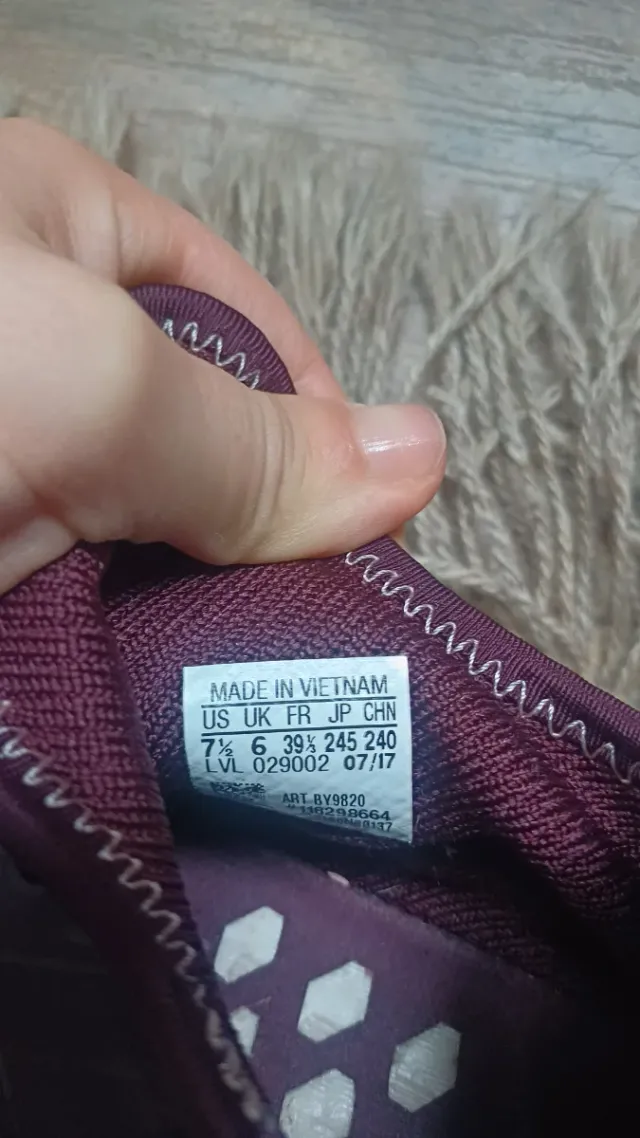 MADE IN VIETNAM
US UK FR JP CHN
7½ 6 39⅓ 245 240
LVL 029002 07/17
ART BY9820
# 118298664